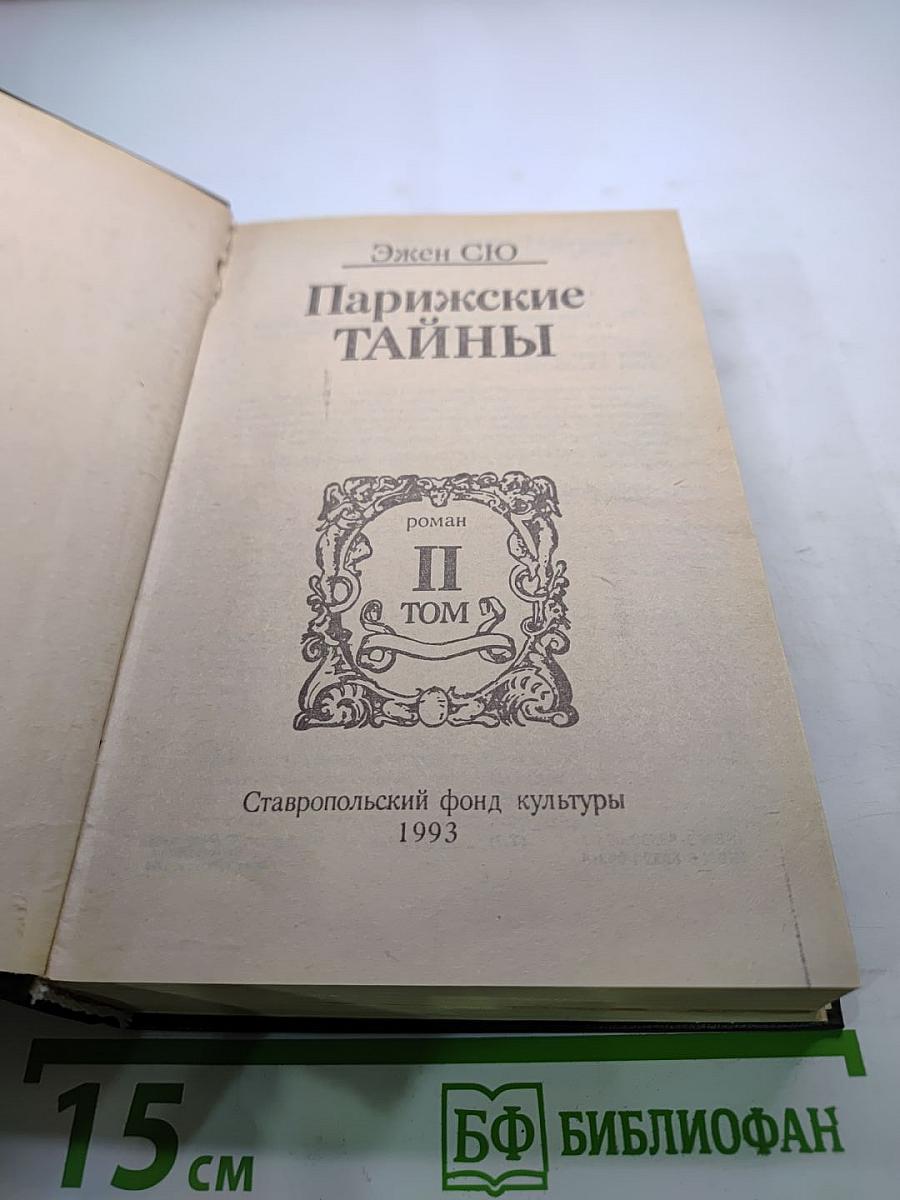 Эжен СЮ
Парижские
ТАЙНЫ
роман
II
ТОМ
Ставропольский фонд культуры
1993
15 см
БФ БИБЛИОФАН